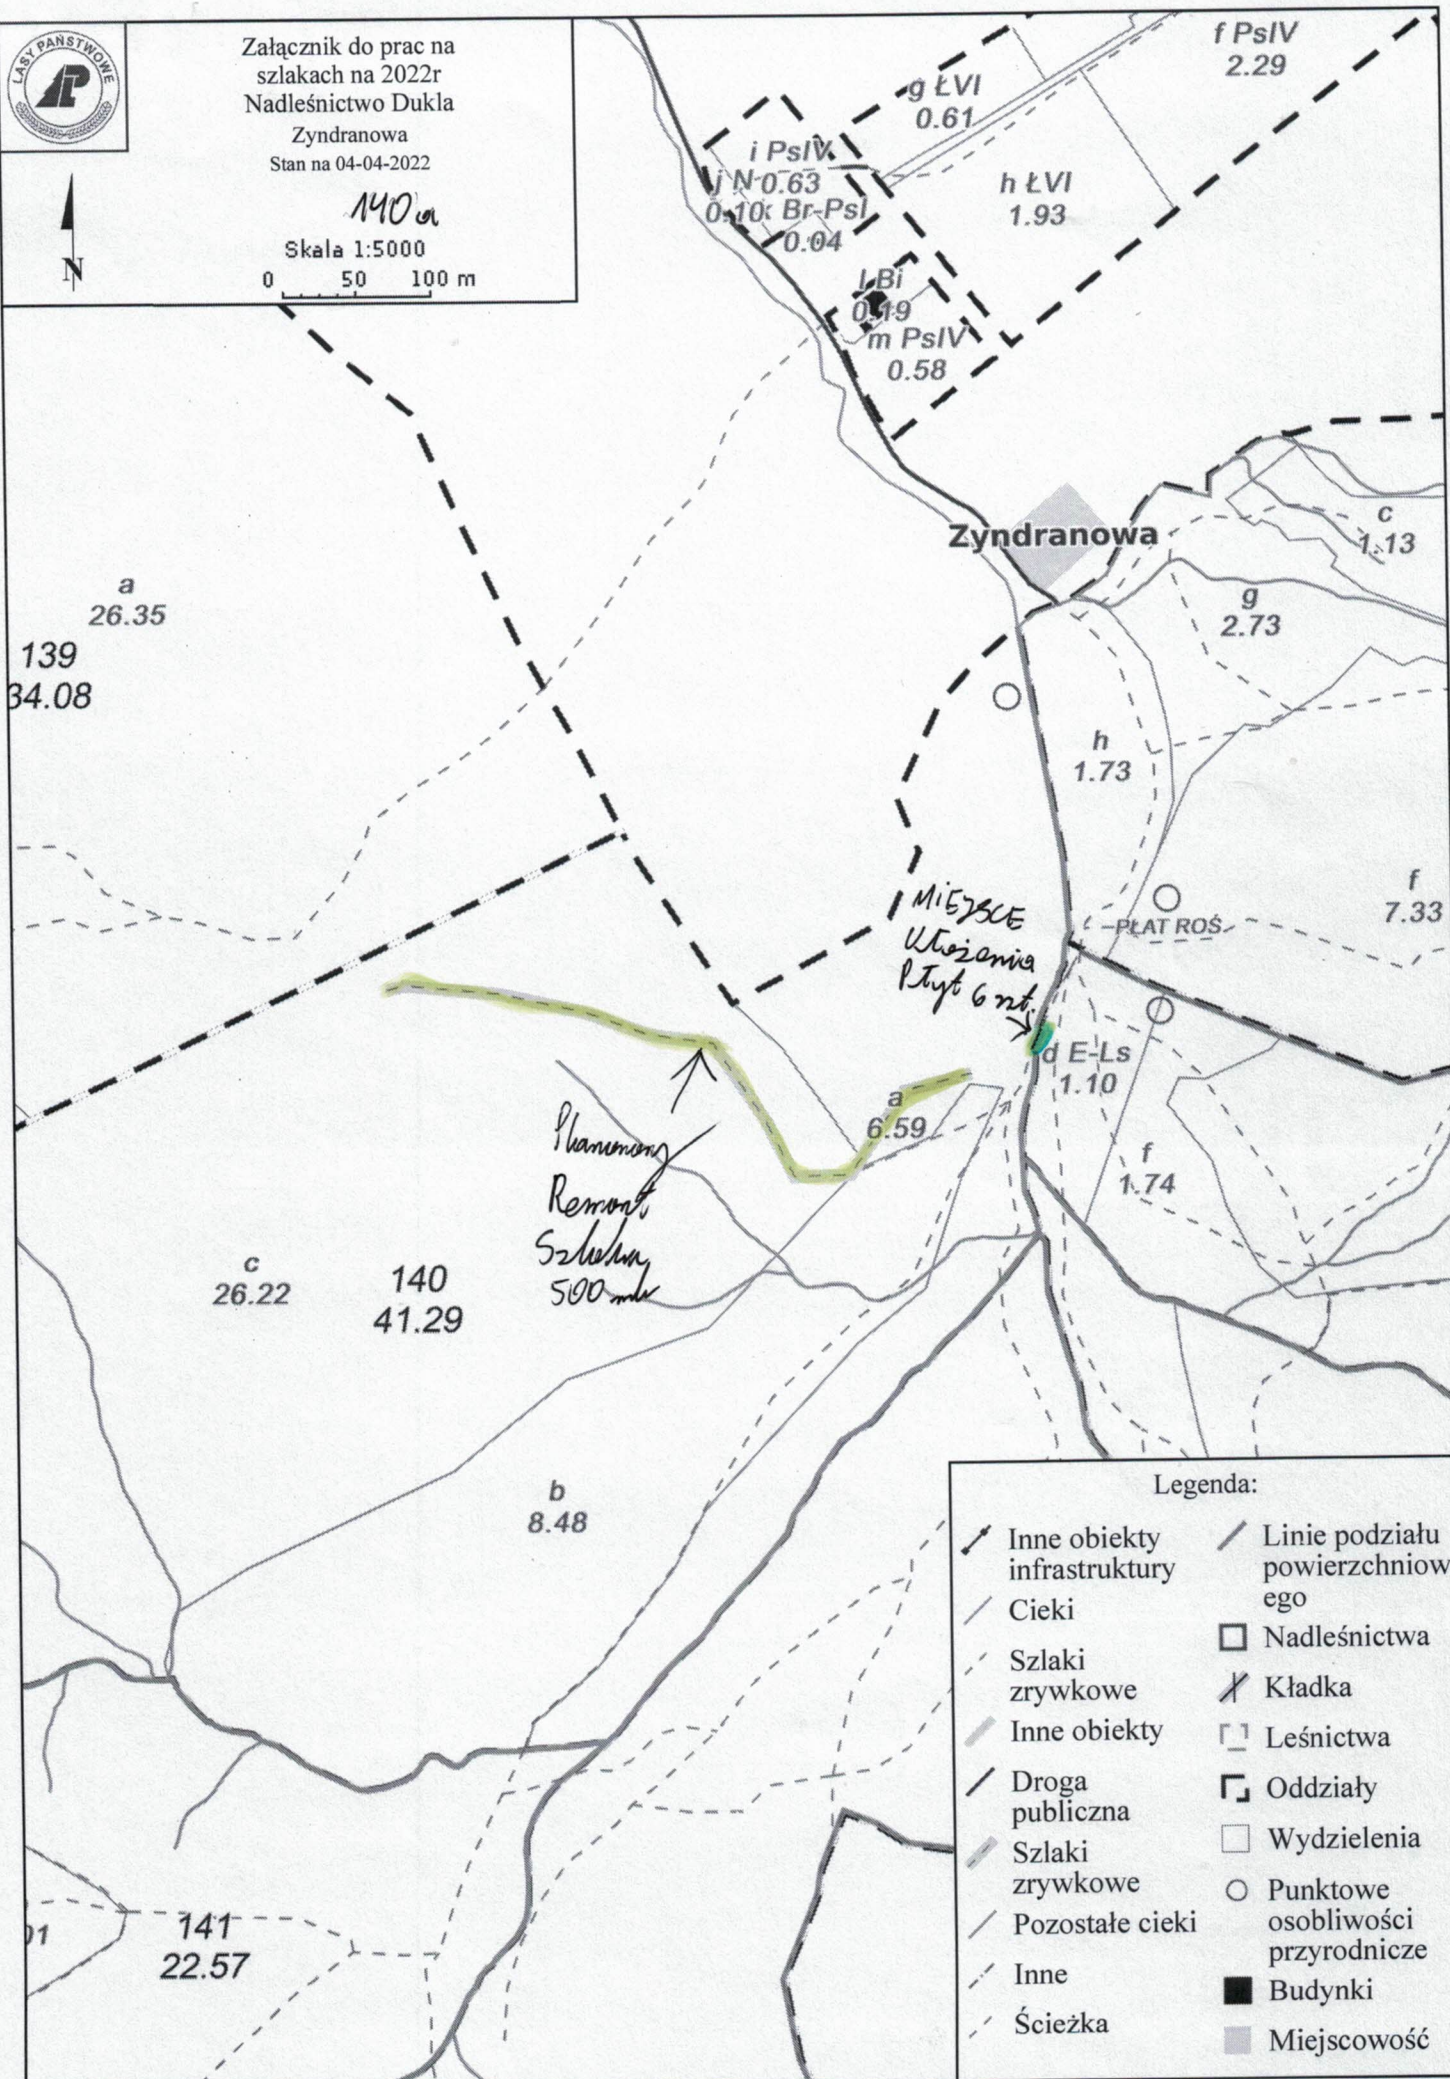 LASY PAŃSTWOWE
Załącznik do prac na
szlakach na 2022r
Nadleśnictwo Dukla
Zyndranowa
Stan na 04-04-2022
140 a
Skala 1:5000
0 50 100 m
N
f PsIV
2.29
g ŁVI
0.61
i PsIV
j N 0.63
0.10 Br-PsI
0.04
h ŁVI
1.93
l Bi
0.19
m PsIV
0.58
Zyndranowa
c
1.13
g
2.73
a
26.35
139
34.08
h
1.73
f
7.33
MIEJSCE
Ułożenia
Płyt 6 szt.
PŁAT ROŚ.
d E-Ls
1.10
a
6.59
f
1.74
Planowany
Remont
Szlaku
500 mb
c
26.22
140
41.29
b
8.48
01
141
22.57
Legenda:
Inne obiekty
infrastruktury
Cieki
Szlaki
zrywkowe
Inne obiekty
Droga
publiczna
Szlaki
zrywkowe
Pozostałe cieki
Inne
Ścieżka
Linie podziału
powierzchniow
ego
Nadleśnictwa
Kładka
Leśnictwa
Oddziały
Wydzielenia
Punktowe
osobliwości
przyrodnicze
Budynki
Miejscowość